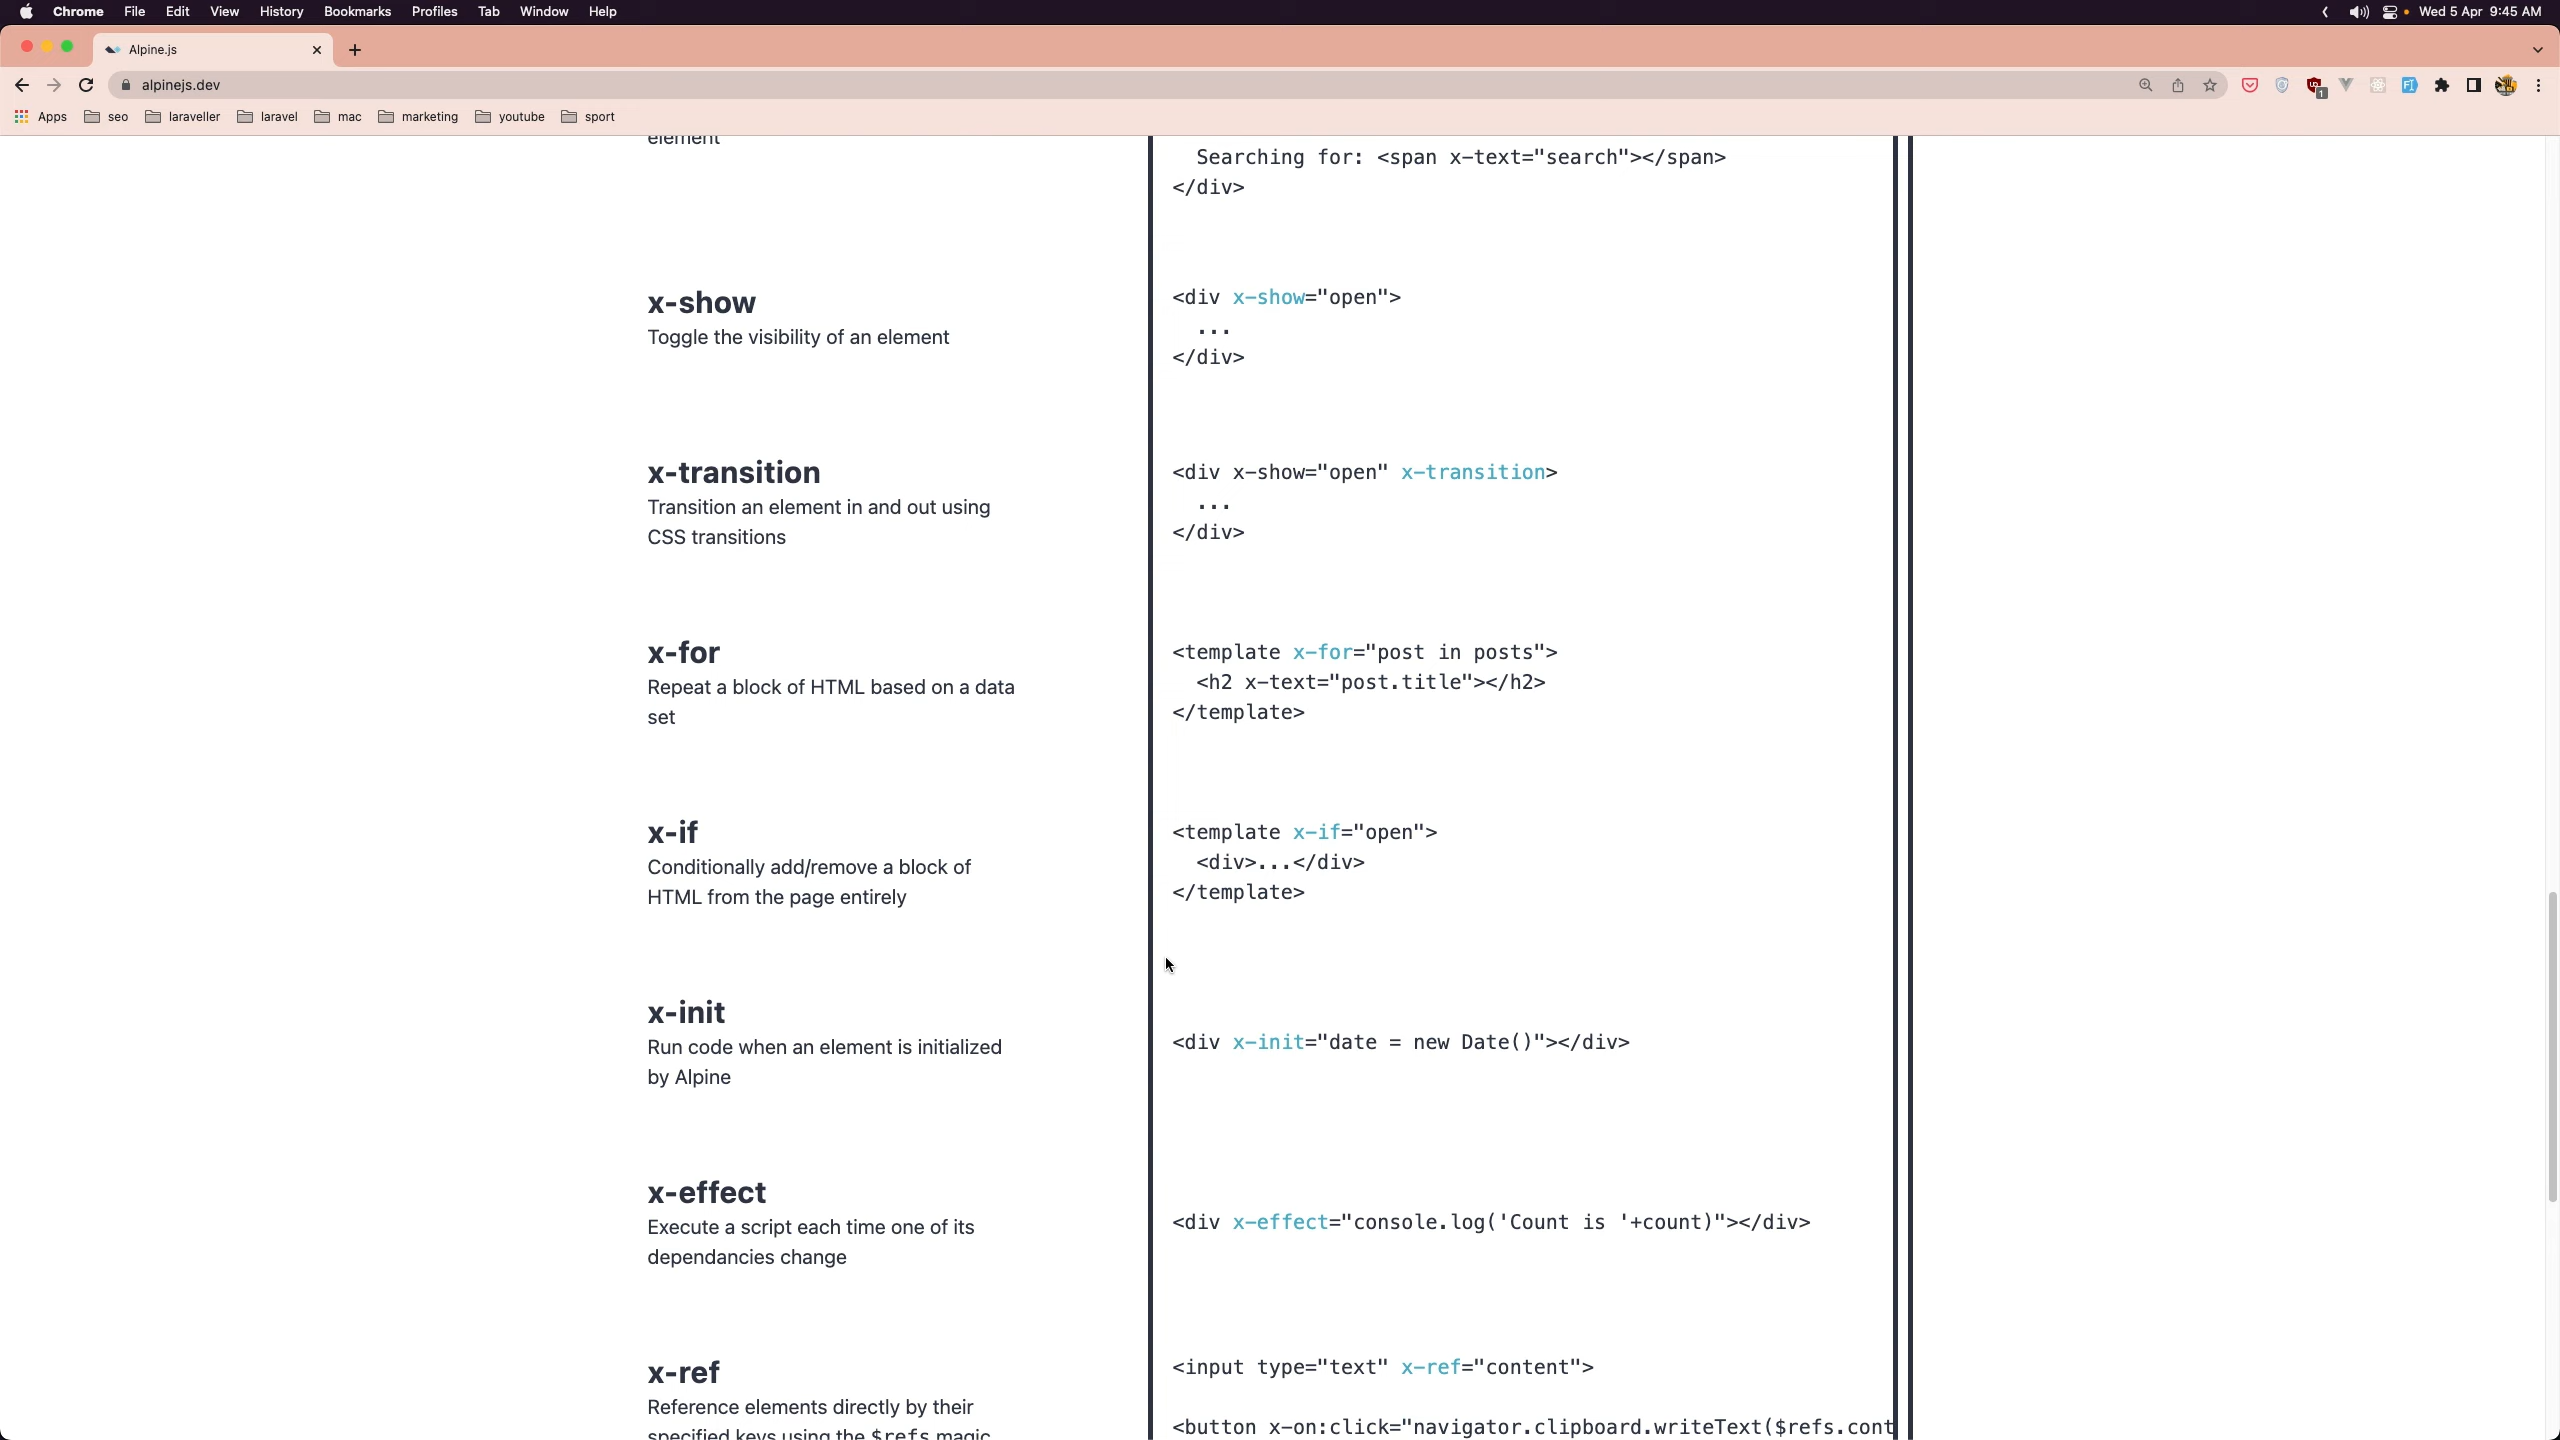 Chrome File Edit View History Bookmarks Profiles Tab Window Help Wed 5 Apr 9:45 AM
Alpine.js
alpinejs.dev
Apps seo laraveller laravel mac marketing youtube sport
element
Searching for: <span x-text="search"></span>
</div>
x-show
Toggle the visibility of an element
<div x-show="open">
...
</div>
x-transition
Transition an element in and out using
CSS transitions
<div x-show="open" x-transition>
...
</div>
x-for
Repeat a block of HTML based on a data
set
<template x-for="post in posts">
<h2 x-text="post.title"></h2>
</template>
x-if
Conditionally add/remove a block of
HTML from the page entirely
<template x-if="open">
<div>...</div>
</template>
x-init
Run code when an element is initialized
by Alpine
<div x-init="date = new Date()"></div>
x-effect
Execute a script each time one of its
dependancies change
<div x-effect="console.log('Count is '+count)"></div>
x-ref
Reference elements directly by their
specified keys using the $refs magic
<input type="text" x-ref="content">
<button x-on:click="navigator.clipboard.writeText($refs.cont